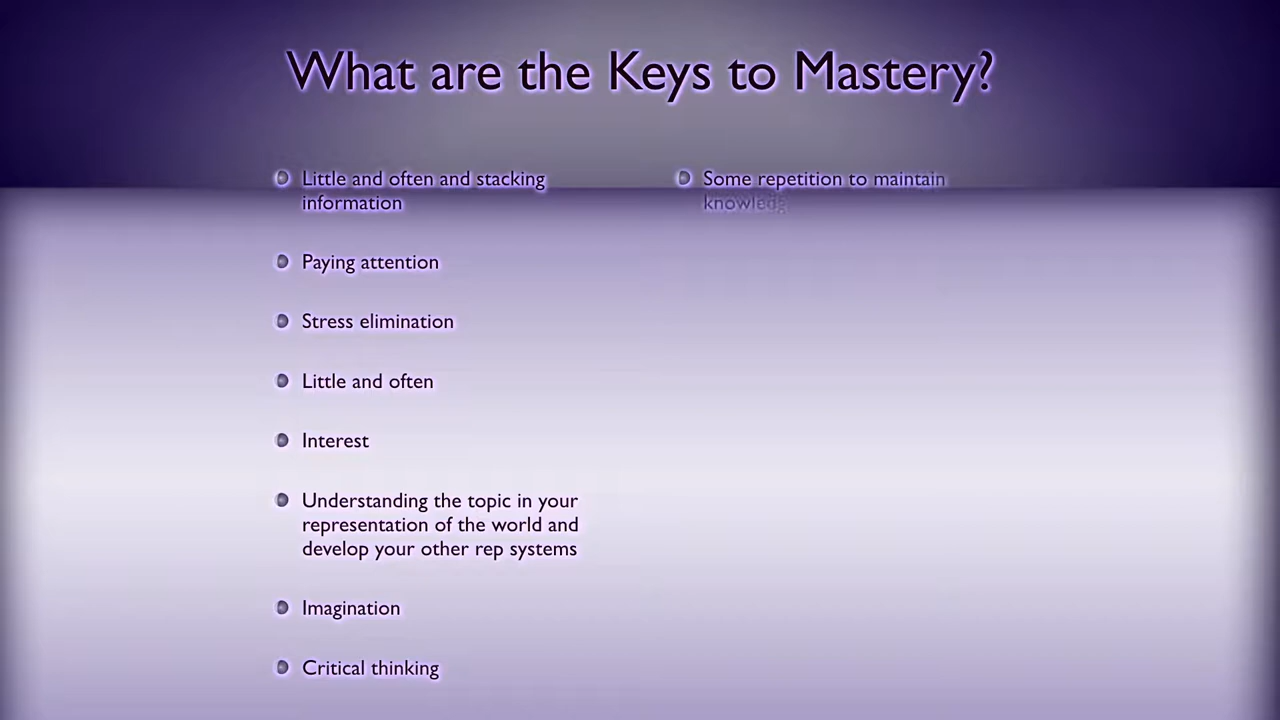 What are the Keys to Mastery?
Little and often and stacking
information
Paying attention
Stress elimination
Little and often
Interest
Understanding the topic in your
representation of the world and
develop your other rep systems
Imagination
Critical thinking
Some repetition to maintain
knowledg